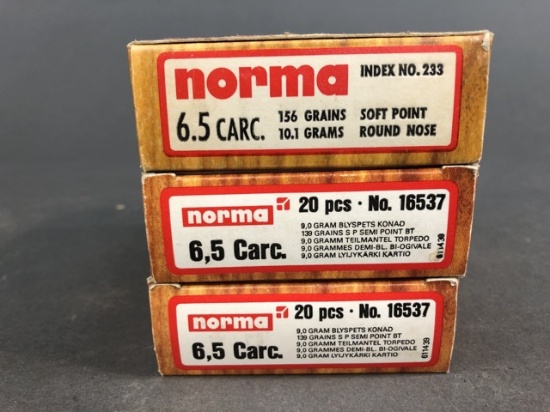 norma INDEX NO. 233
6.5 CARC. 156 GRAINS SOFT POINT
10.1 GRAMS ROUND NOSE
norma 20 pcs · No. 16537
6,5 Carc.
9,0 GRAM BLYSPETS KONAD
139 GRAINS S P SEMI POINT BT
9,0 GRAMM TEILMANTEL TORPEDO
9,0 GRAMMES DEMI-BL. BI-OGIVALE
9,0 GRAM LYIJYKÄRKI KARTIO
611439
norma 20 pcs · No. 16537
6,5 Carc.
9,0 GRAM BLYSPETS KONAD
139 GRAINS S P SEMI POINT BT
9,0 GRAMM TEILMANTEL TORPEDO
9,0 GRAMMES DEMI-BL. BI-OGIVALE
9,0 GRAM LYIJYKÄRKI KARTIO
611439